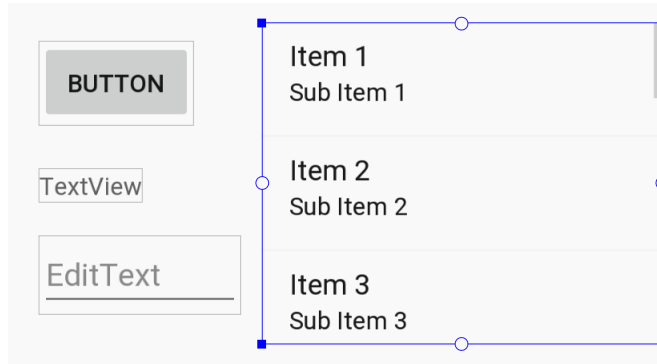 BUTTON
TextView
EditText
Item 1
Sub Item 1
Item 2
Sub Item 2
Item 3
Sub Item 3